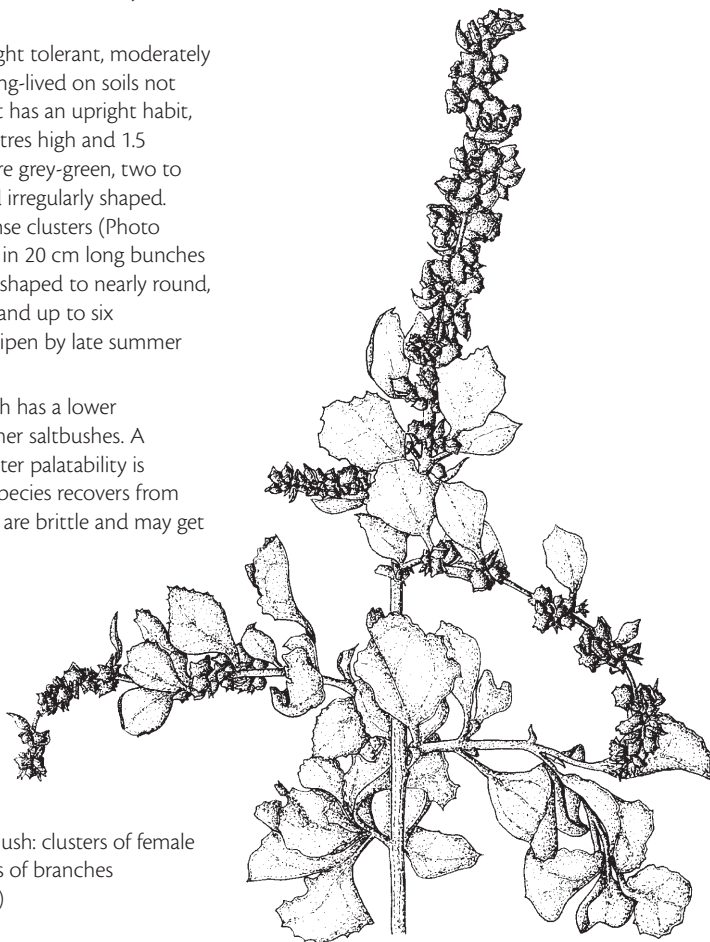 ght tolerant, moderately
ng-lived on soils not
t has an upright habit,
tres high and 1.5
re grey-green, two to
d irregularly shaped.
nse clusters (Photo
in 20 cm long bunches
shaped to nearly round,
and up to six
ipen by late summer
h has a lower
her saltbushes. A
ter palatability is
pecies recovers from
are brittle and may get
ush: clusters of female
s of branches
)